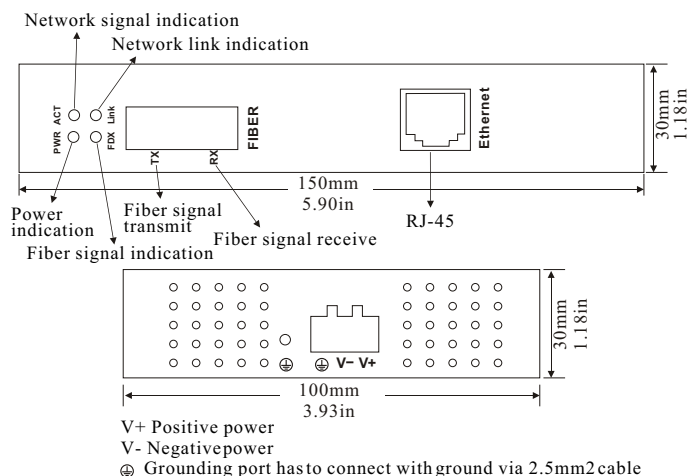 Network signal indication
Network link indication
ACT Link
PWR FDX
FIBER
TX RX
Ethernet
30mm
1.18in
150mm
5.90in
Power
indication
Fiber signal
transmit
Fiber signal receive
RJ-45
Fiber signal indication
V- V+
30mm
1.18in
100mm
3.93in
V+ Positive power
V- Negativepower
Grounding port has to connect with ground via 2.5mm2 cable